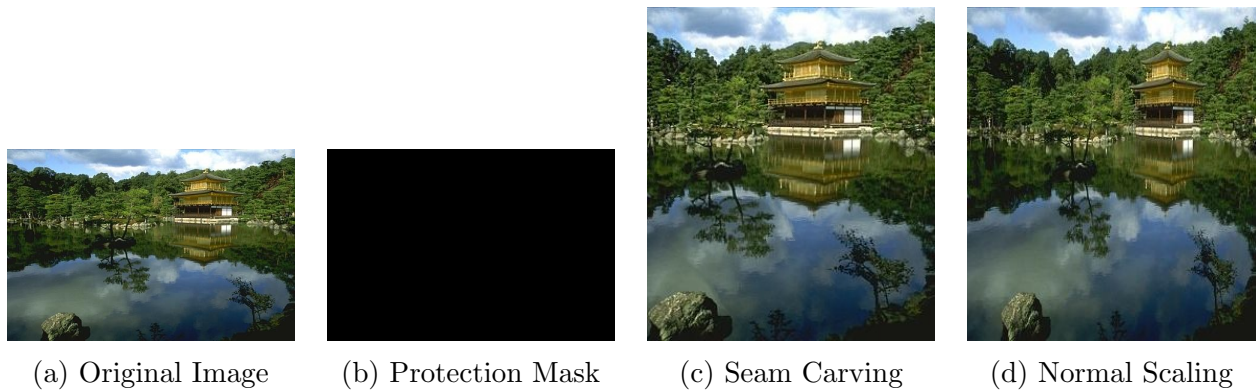 (a) Original Image
(b) Protection Mask
(c) Seam Carving
(d) Normal Scaling